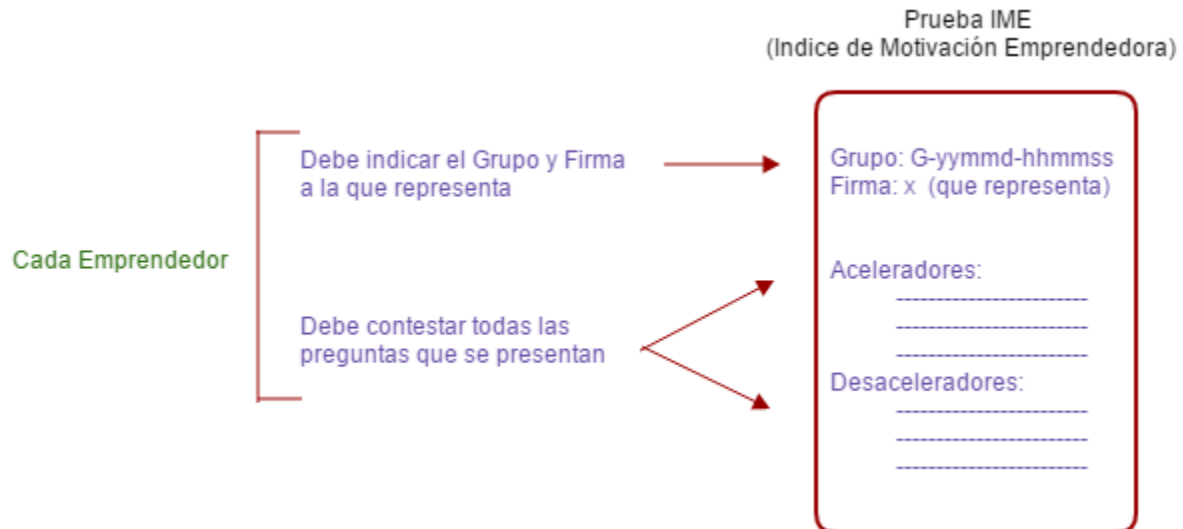 Prueba IME
(Indice de Motivación Emprendedora)
Debe indicar el Grupo y Firma
a la que representa
Grupo: G-yymmd-hhmmss
Firma: x (que representa)
Cada Emprendedor
Aceleradores:
Debe contestar todas las
preguntas que se presentan
Desaceleradores: